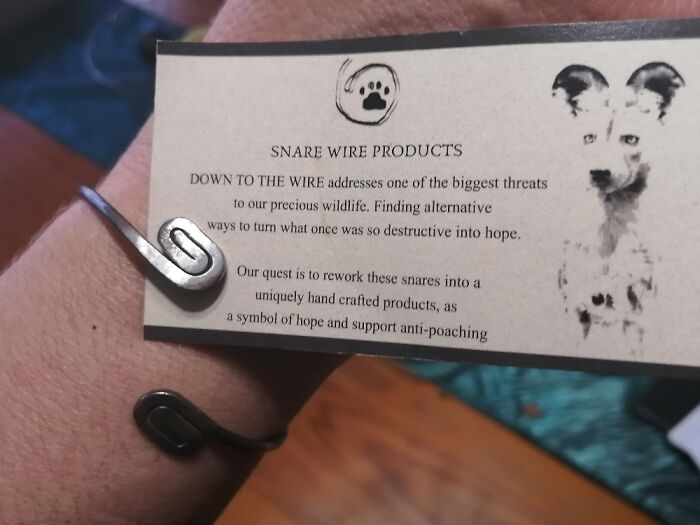 SNARE WIRE PRODUCTS
DOWN TO THE WIRE addresses one of the biggest threats
to our precious wildlife. Finding alternative
ways to turn what once was so destructive into hope.
Our quest is to rework these snares into a
uniquely hand crafted products, as
a symbol of hope and support anti-poaching